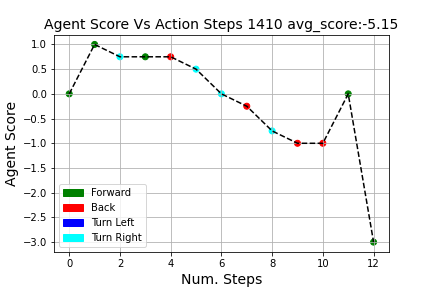 Agent Score Vs Action Steps 1410 avg_score:-5.15
1.0
0.5
0.0
−0.5
−1.0
−1.5
−2.0
−2.5
−3.0
Agent Score
Forward
Back
Turn Left
Turn Right
0 2 4 6 8 10 12
Num. Steps